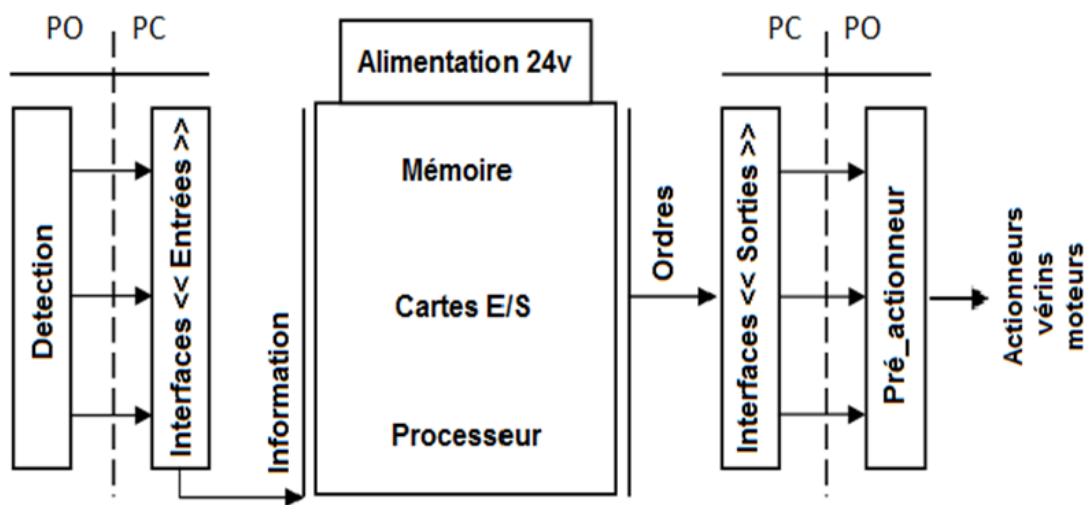 PO PC
Detection
Interfaces << Entrées >>
Information
Alimentation 24v
Mémoire
Cartes E/S
Processeur
Ordres
PC PO
Interfaces << Sorties >>
Pré_actionneur
Actionneurs
vérins
moteurs